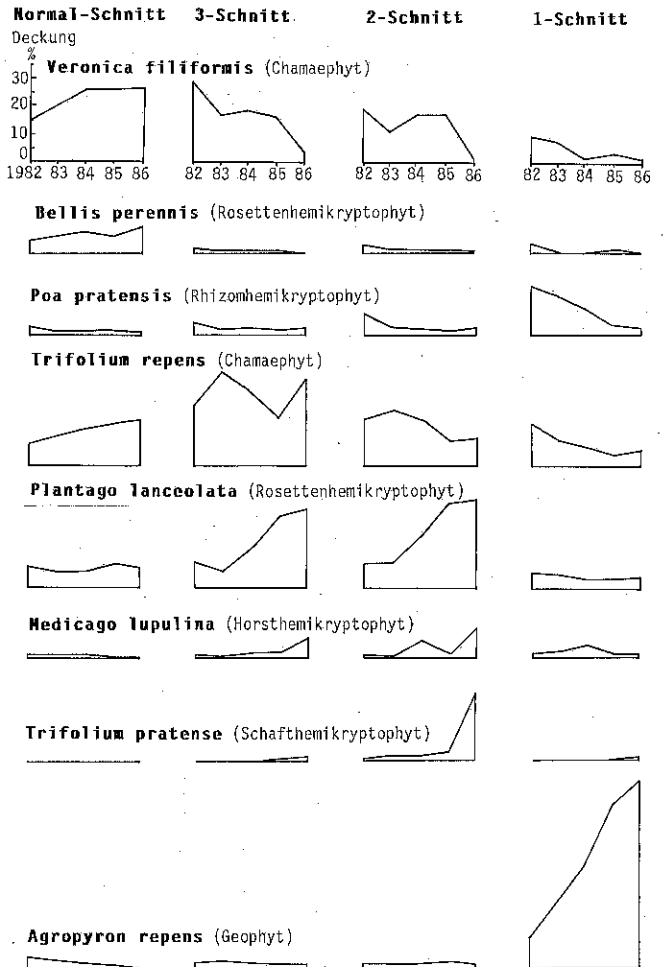 Normal-Schnitt 3-Schnitt 2-Schnitt 1-Schnitt
Deckung
%
Veronica filiformis (Chamaephyt)
30
20
10
0
1982 83 84 85 86 82 83 84 85 86 82 83 84 85 86 82 83 84 85 86
Bellis perennis (Rosettenhemikryptophyt)
Poa pratensis (Rhizomhemikryptophyt)
Trifolium repens (Chamaephyt)
Plantago lanceolata (Rosettenhemikryptophyt)
Medicago lupulina (Horsthemikryptophyt)
Trifolium pratense (Schafthemikryptophyt)
Agropyron repens (Geophyt)